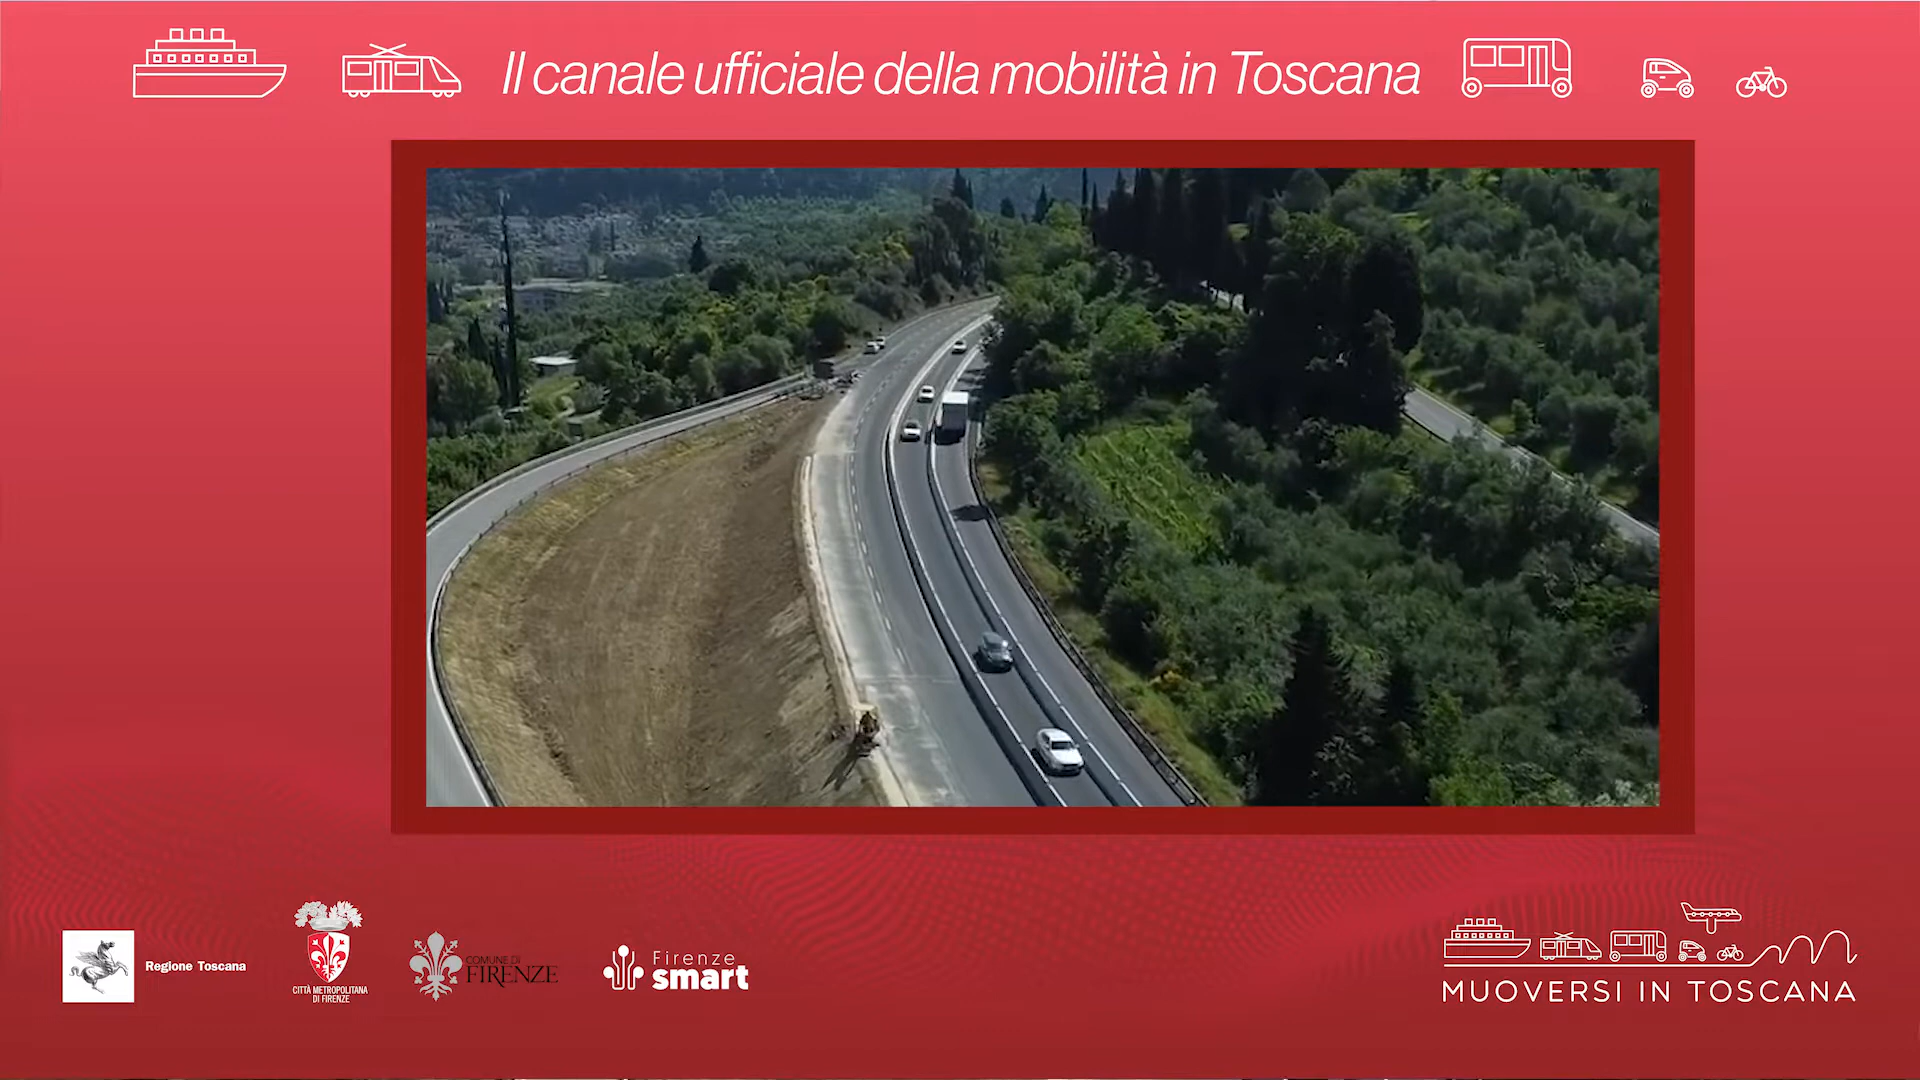 Il canale ufficiale della mobilità in Toscana
Regione Toscana
CITTÀ METROPOLITANA
DI FIRENZE
COMUNE DI
FIRENZE
Firenze
smart
MUOVERSI IN TOSCANA